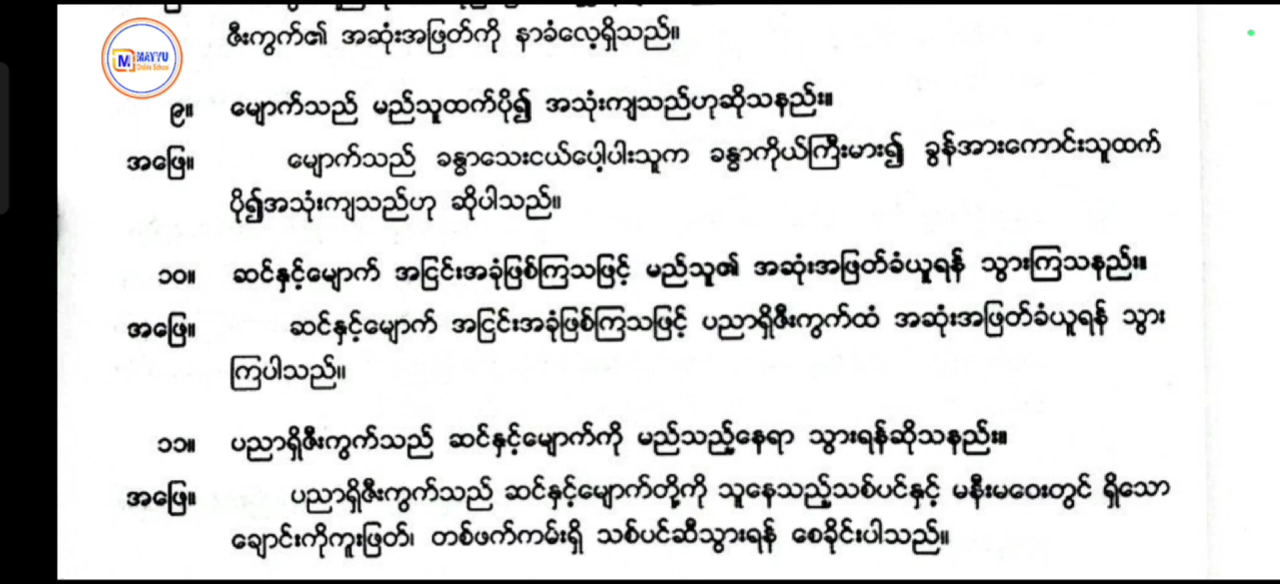 ဇီးကွက်၏ အဆုံးအဖြတ်ကို နာခံလေ့ရှိသည်။
MAYYU
Online School
၉။ မျောက်သည် မည်သူထက်ပို၍ အသုံးကျသည်ဟုဆိုသနည်း။
အဖြေ။ မျောက်သည် ခန္ဓာသေးငယ်ပေါ့ပါးသူက ခန္ဓာကိုယ်ကြီးမား၍ ခွန်အားကောင်းသူထက်
ပို၍အသုံးကျသည်ဟု ဆိုပါသည်။
၁၀။ ဆင်နှင့်မျောက် အငြင်းအခုံဖြစ်ကြသဖြင့် မည်သူ၏ အဆုံးအဖြတ်ခံယူရန် သွားကြသနည်း။
အဖြေ။ ဆင်နှင့်မျောက် အငြင်းအခုံဖြစ်ကြသဖြင့် ပညာရှိဇီးကွက်ထံ အဆုံးအဖြတ်ခံယူရန် သွား
ကြပါသည်။
၁၁။ ပညာရှိဇီးကွက်သည် ဆင်နှင့်မျောက်ကို မည်သည့်နေရာ သွားရန်ဆိုသနည်း။
အဖြေ။ ပညာရှိဇီးကွက်သည် ဆင်နှင့်မျောက်တို့ကို သူနေသည့်သစ်ပင်နှင့် မနီးမဝေးတွင် ရှိသော
ချောင်းကိုကူးဖြတ်၊ တစ်ဖက်ကမ်းရှိ သစ်ပင်ဆီသွားရန် စေခိုင်းပါသည်။